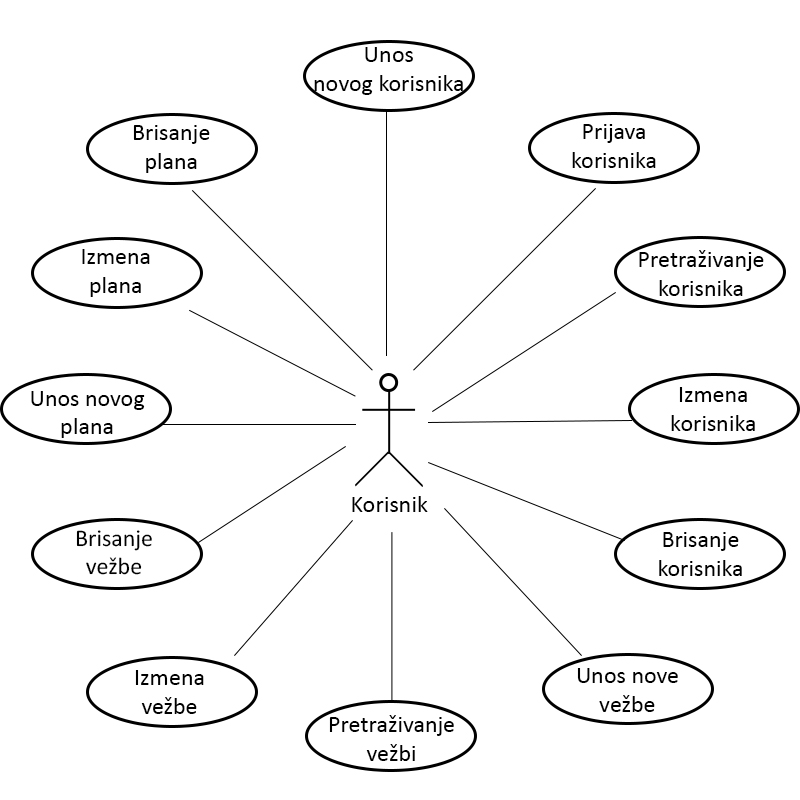 Unos
novog korisnika
Prijava
korisnika
Pretraživanje
korisnika
Izmena
korisnika
Brisanje
korisnika
Unos nove
vežbe
Pretraživanje
vežbi
Izmena
vežbe
Brisanje
vežbe
Unos novog
plana
Izmena
plana
Brisanje
plana
Korisnik